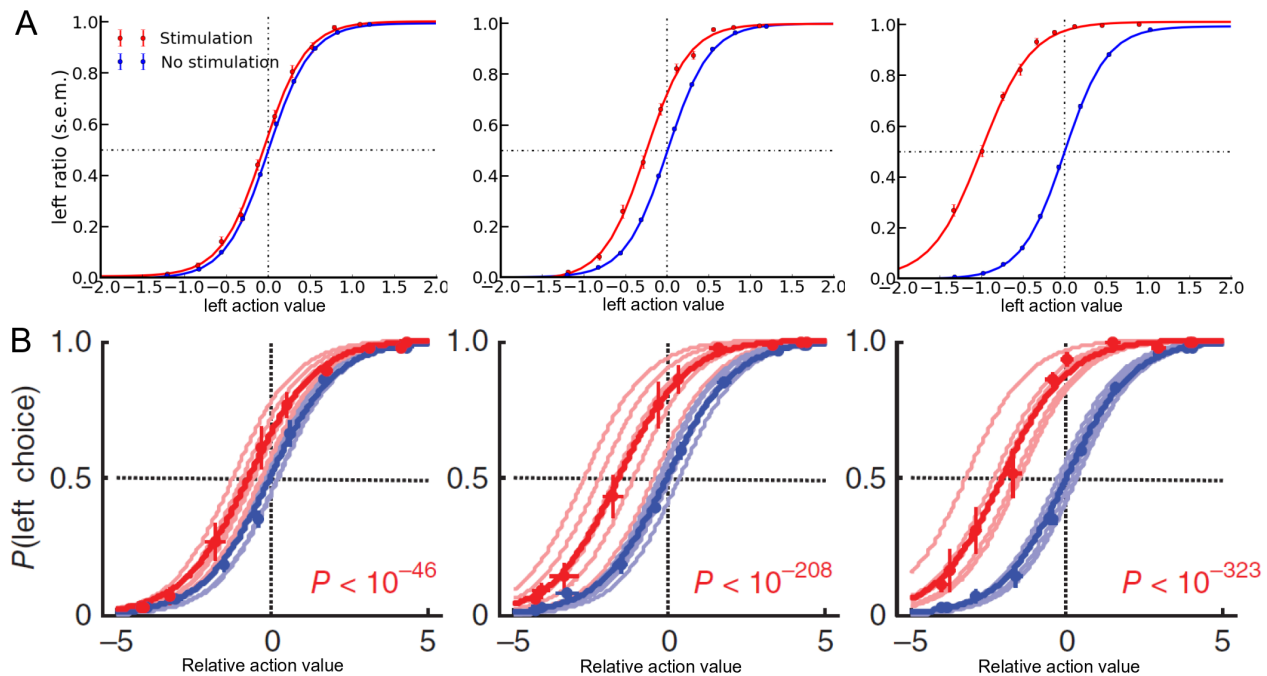 A
Stimulation
No stimulation
left ratio (s.e.m.)
1.0
0.8
0.6
0.4
0.2
0.0
−2.0 −1.5 −1.0 −0.5 0.0 0.5 1.0 1.5 2.0
left action value
1.0
0.8
0.6
0.4
0.2
0.0
−2.0 −1.5 −1.0 −0.5 0.0 0.5 1.0 1.5 2.0
left action value
1.0
0.8
0.6
0.4
0.2
0.0
−2.0 −1.5 −1.0 −0.5 0.0 0.5 1.0 1.5 2.0
left action value
B
P(left choice)
1.0
0.5
0
P < 10⁻⁴⁶
−5 0 5
Relative action value
1.0
0.5
0
P < 10⁻²⁰⁸
−5 0 5
Relative action value
1.0
0.5
0
P < 10⁻³²³
−5 0 5
Relative action value